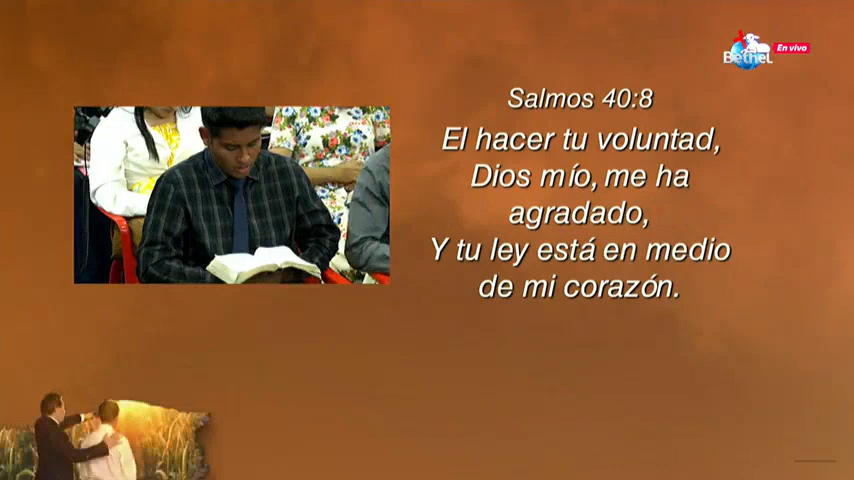 Bethel
En vivo
Salmos 40:8
El hacer tu voluntad,
Dios mío, me ha
agradado,
Y tu ley está en medio
de mi corazón.